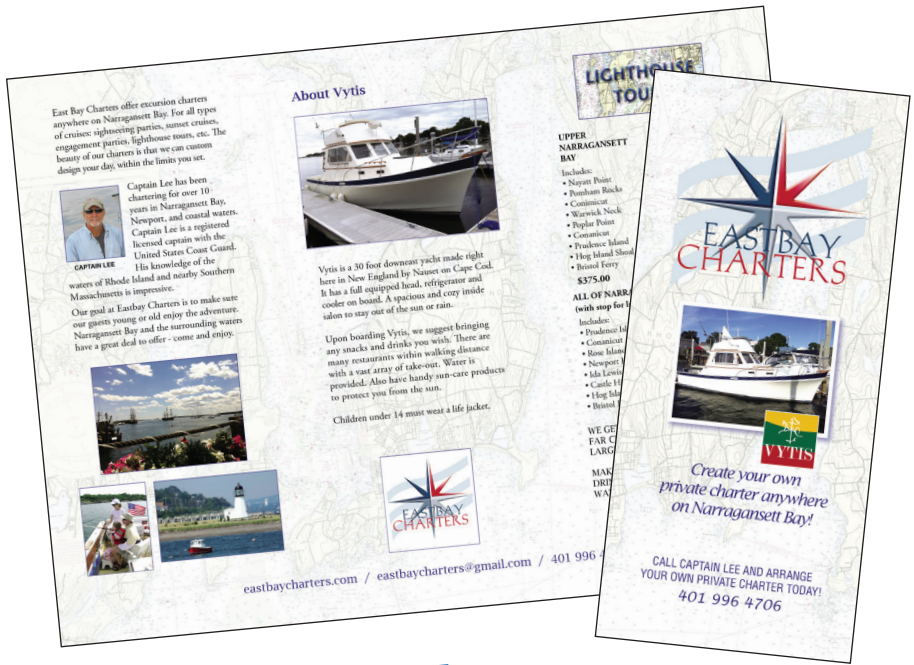 East Bay Charters offer excursion charters
anywhere on Narragansett Bay. For all types
of cruises: sightseeing parties, sunset cruises,
engagement parties, lighthouse tours, etc. The
beauty of our charters is that we can custom
design your day, within the limits you set.
Captain Lee has been
chartering for over 10
years in Narragansett Bay,
Newport, and coastal waters.
Captain Lee is a registered
licensed captain with the
United States Coast Guard.
His knowledge of the
waters of Rhode Island and nearby Southern
Massachusetts is impressive.
CAPTAIN LEE
Our goal at Eastbay Charters is to make sure
our guests young or old enjoy the adventure.
Narragansett Bay and the surrounding waters
have a great deal to offer - come and enjoy.
About Vytis
Vytis is a 30 foot downeast yacht made right
here in New England by Nauset on Cape Cod.
It has a full equipped head, refrigerator and
cooler on board. A spacious and cozy inside
salon to stay out of the sun or rain.
Upon boarding Vytis, we suggest bringing
any snacks and drinks you wish. There are
many restaurants within walking distance
with a vast array of take-out. Water is
provided. Also have handy sun-care products
to protect you from the sun.
Children under 14 must wear a life jacket.
EASTBAY
CHARTERS
eastbaycharters.com / eastbaycharters@gmail.com / 401 996
LIGHTHOUSE
TOU
UPPER
NARRAGANSETT
BAY
Includes:
• Nayatt Point
• Pomham Rocks
• Conimicut
• Warwick Neck
• Poplar Point
• Conanicut
• Prudence Island
• Hog Island Shoal
• Bristol Ferry
$375.00
ALL OF NARRA
(with stop for l
Includes:
• Prudence Isl
• Conanicut
• Rose Island
• Newport
• Ida Lewis
• Castle H
• Hog Isla
• Bristol
WE GE
FAR C
LARG
MAK
DRI
WA
EASTBAY
CHARTERS
VYTIS
Create your own
private charter anywhere
on Narragansett Bay!
CALL CAPTAIN LEE AND ARRANGE
YOUR OWN PRIVATE CHARTER TODAY!
401 996 4706